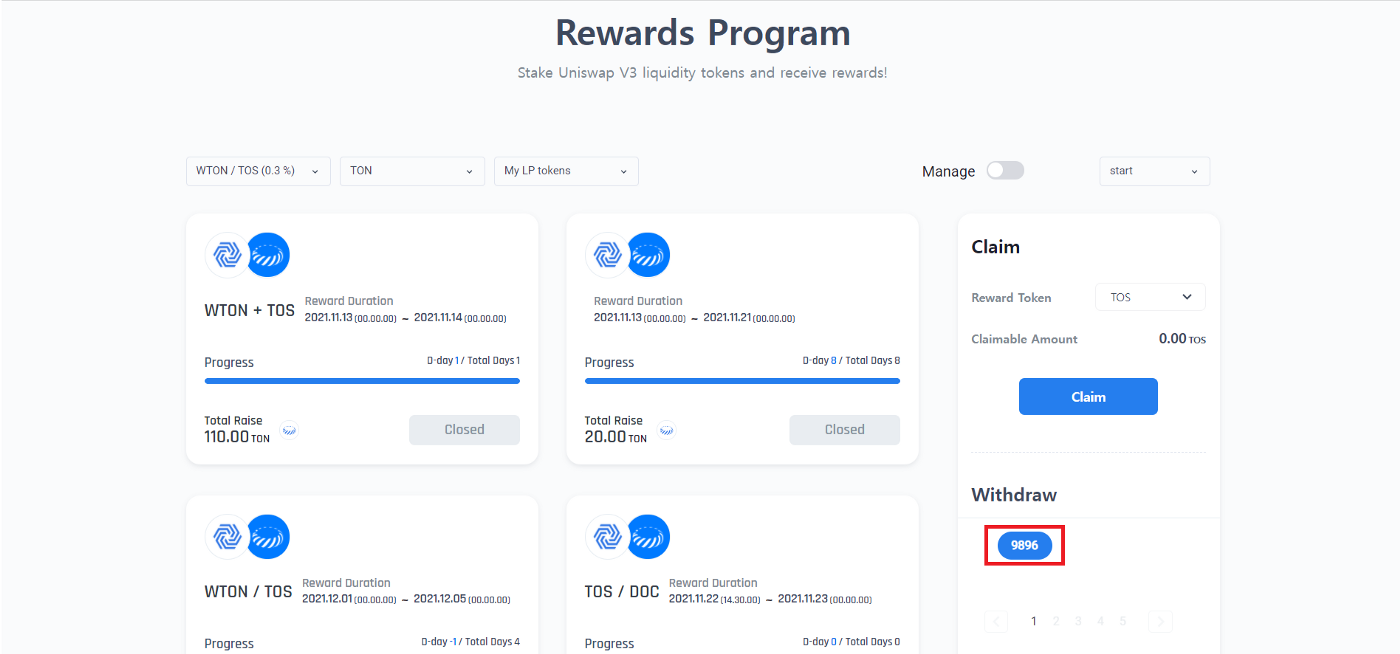 Rewards Program
Stake Uniswap V3 liquidity tokens and receive rewards!
WTON / TOS (0.3 %)
TON
My LP tokens
Manage
start
WTON + TOS
Reward Duration
2021.11.13 (00.00.00) ~ 2021.11.14 (00.00.00)
Progress
D-day 1 / Total Days 1
Total Raise
110.00 TON
Closed
Reward Duration
2021.11.13 (00.00.00) ~ 2021.11.21 (00.00.00)
Progress
D-day 8 / Total Days 8
Total Raise
20.00 TON
Closed
Claim
Reward Token
TOS
Claimable Amount
0.00 TOS
Claim
Withdraw
9896
1 2 3 4 5
WTON / TOS
Reward Duration
2021.12.01 (00.00.00) ~ 2021.12.05 (00.00.00)
Progress
D-day -1 / Total Days 4
TOS / DOC
Reward Duration
2021.11.22 (14.30.00) ~ 2021.11.23 (00.00.00)
Progress
D-day 0 / Total Days 0